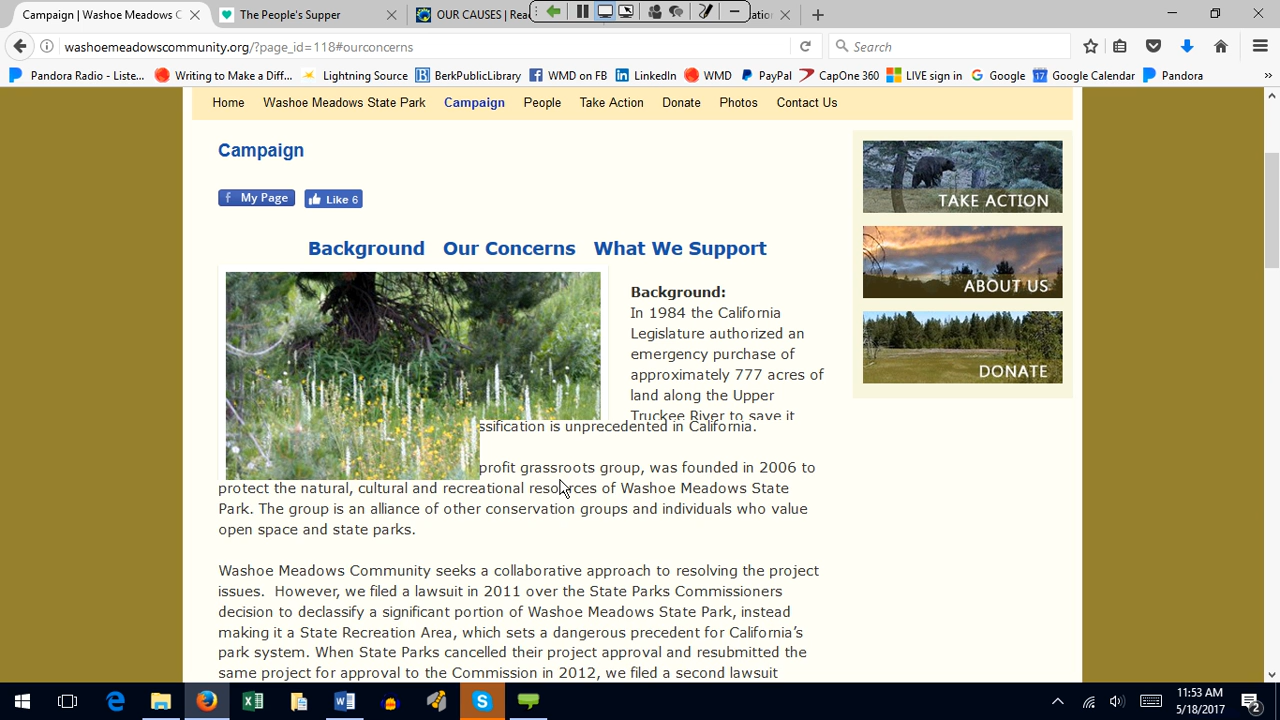 Campaign | Washoe Meadows C
The People's Supper
OUR CAUSES | Rea
washoemeadowscommunity.org/?page_id=118#ourconcerns
Search
Pandora Radio - Liste...
Writing to Make a Diff...
Lightning Source
BerkPublicLibrary
WMD on FB
LinkedIn
WMD
PayPal
CapOne 360
LIVE sign in
Google
Google Calendar
Pandora
Home
Washoe Meadows State Park
Campaign
People
Take Action
Donate
Photos
Contact Us
Campaign
My Page
Like 6
TAKE ACTION
ABOUT US
DONATE
Background Our Concerns What We Support
Background:
In 1984 the California
Legislature authorized an
emergency purchase of
approximately 777 acres of
land along the Upper
Truckee River to save it
ssification is unprecedented in California.
profit grassroots group, was founded in 2006 to
protect the natural, cultural and recreational resources of Washoe Meadows State
Park. The group is an alliance of other conservation groups and individuals who value
open space and state parks.
Washoe Meadows Community seeks a collaborative approach to resolving the project
issues. However, we filed a lawsuit in 2011 over the State Parks Commissioners
decision to declassify a significant portion of Washoe Meadows State Park, instead
making it a State Recreation Area, which sets a dangerous precedent for California's
park system. When State Parks cancelled their project approval and resubmitted the
same project for approval to the Commission in 2012, we filed a second lawsuit
11:53 AM
5/18/2017
2